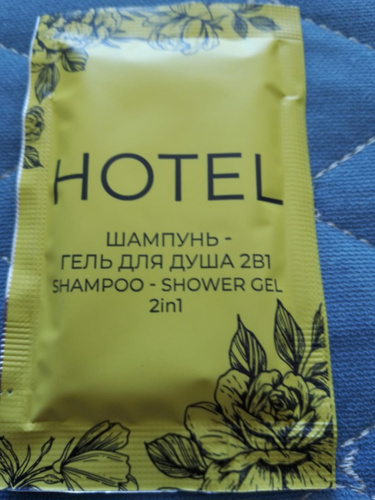 HOTEL
ШАМПУНЬ -
ГЕЛЬ ДЛЯ ДУША 2В1
SHAMPOO - SHOWER GEL
2in1